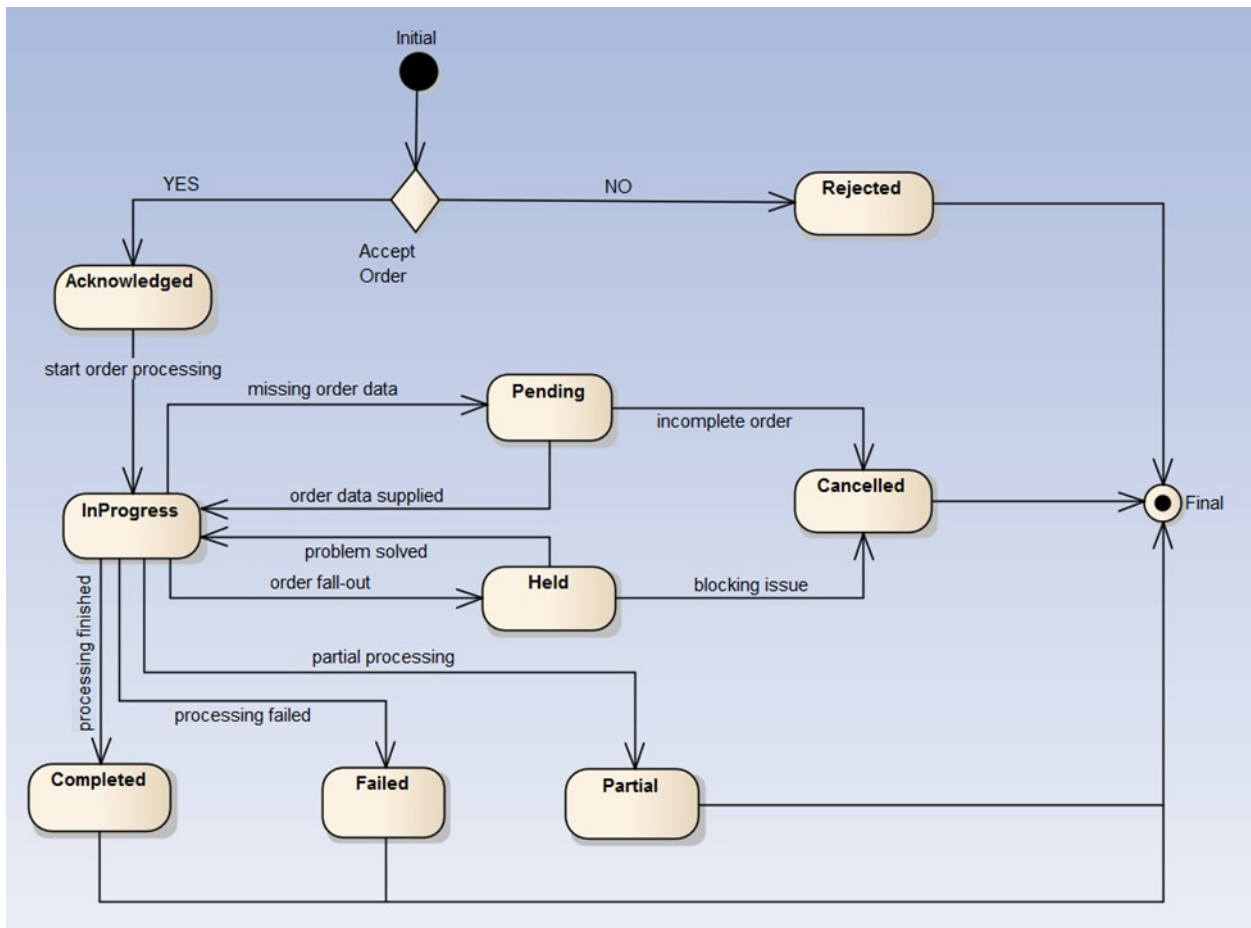 Initial
YES
NO
Rejected
Accept
Order
Acknowledged
start order processing
missing order data
Pending
incomplete order
order data supplied
Cancelled
InProgress
Final
problem solved
order fall-out
Held
blocking issue
processing finished
partial processing
processing failed
Completed
Failed
Partial